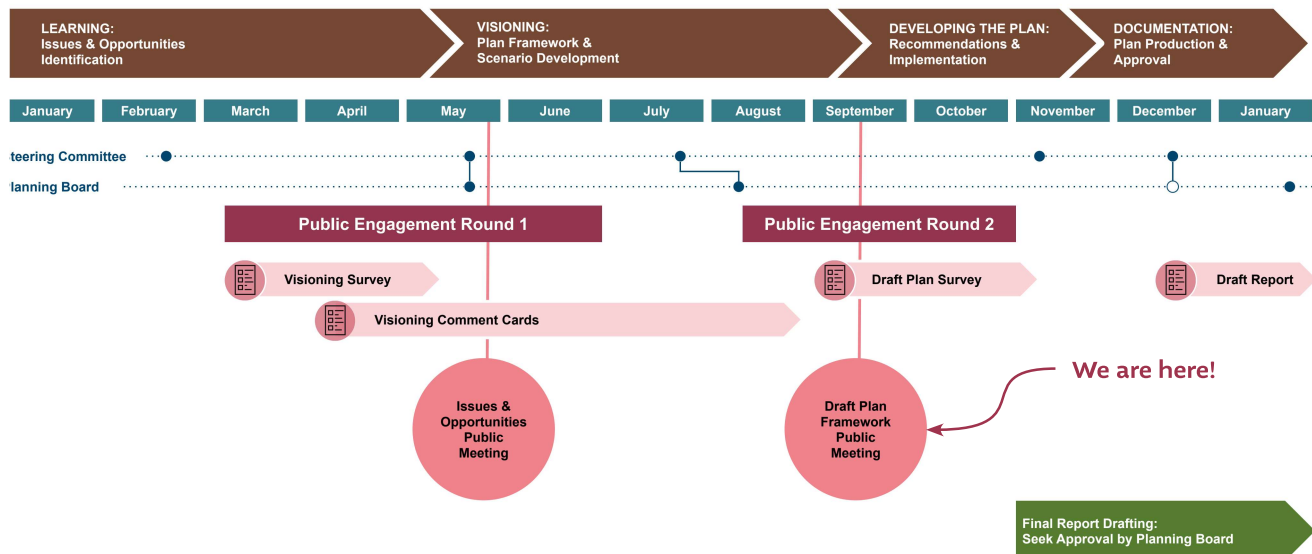 LEARNING:
Issues & Opportunities
Identification
VISIONING:
Plan Framework &
Scenario Development
DEVELOPING THE PLAN:
Recommendations &
Implementation
DOCUMENTATION:
Plan Production &
Approval
January February March April May June July August September October November December January
teering Committee
lanning Board
Public Engagement Round 1
Public Engagement Round 2
Visioning Survey
Draft Plan Survey
Draft Report
Visioning Comment Cards
We are here!
Issues &
Opportunities
Public
Meeting
Draft Plan
Framework
Public
Meeting
Final Report Drafting:
Seek Approval by Planning Board